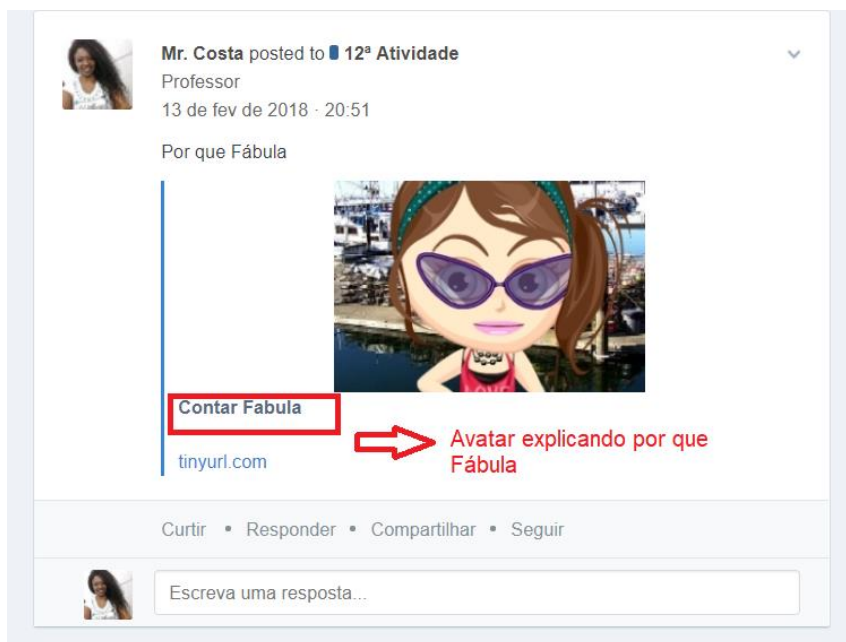 Mr. Costa posted to 12ª Atividade
Professor
13 de fev de 2018 · 20:51
Por que Fábula
LOVE
Contar Fabula
Avatar explicando por que
Fábula
tinyurl.com
Curtir • Responder • Compartilhar • Seguir
Escreva uma resposta...